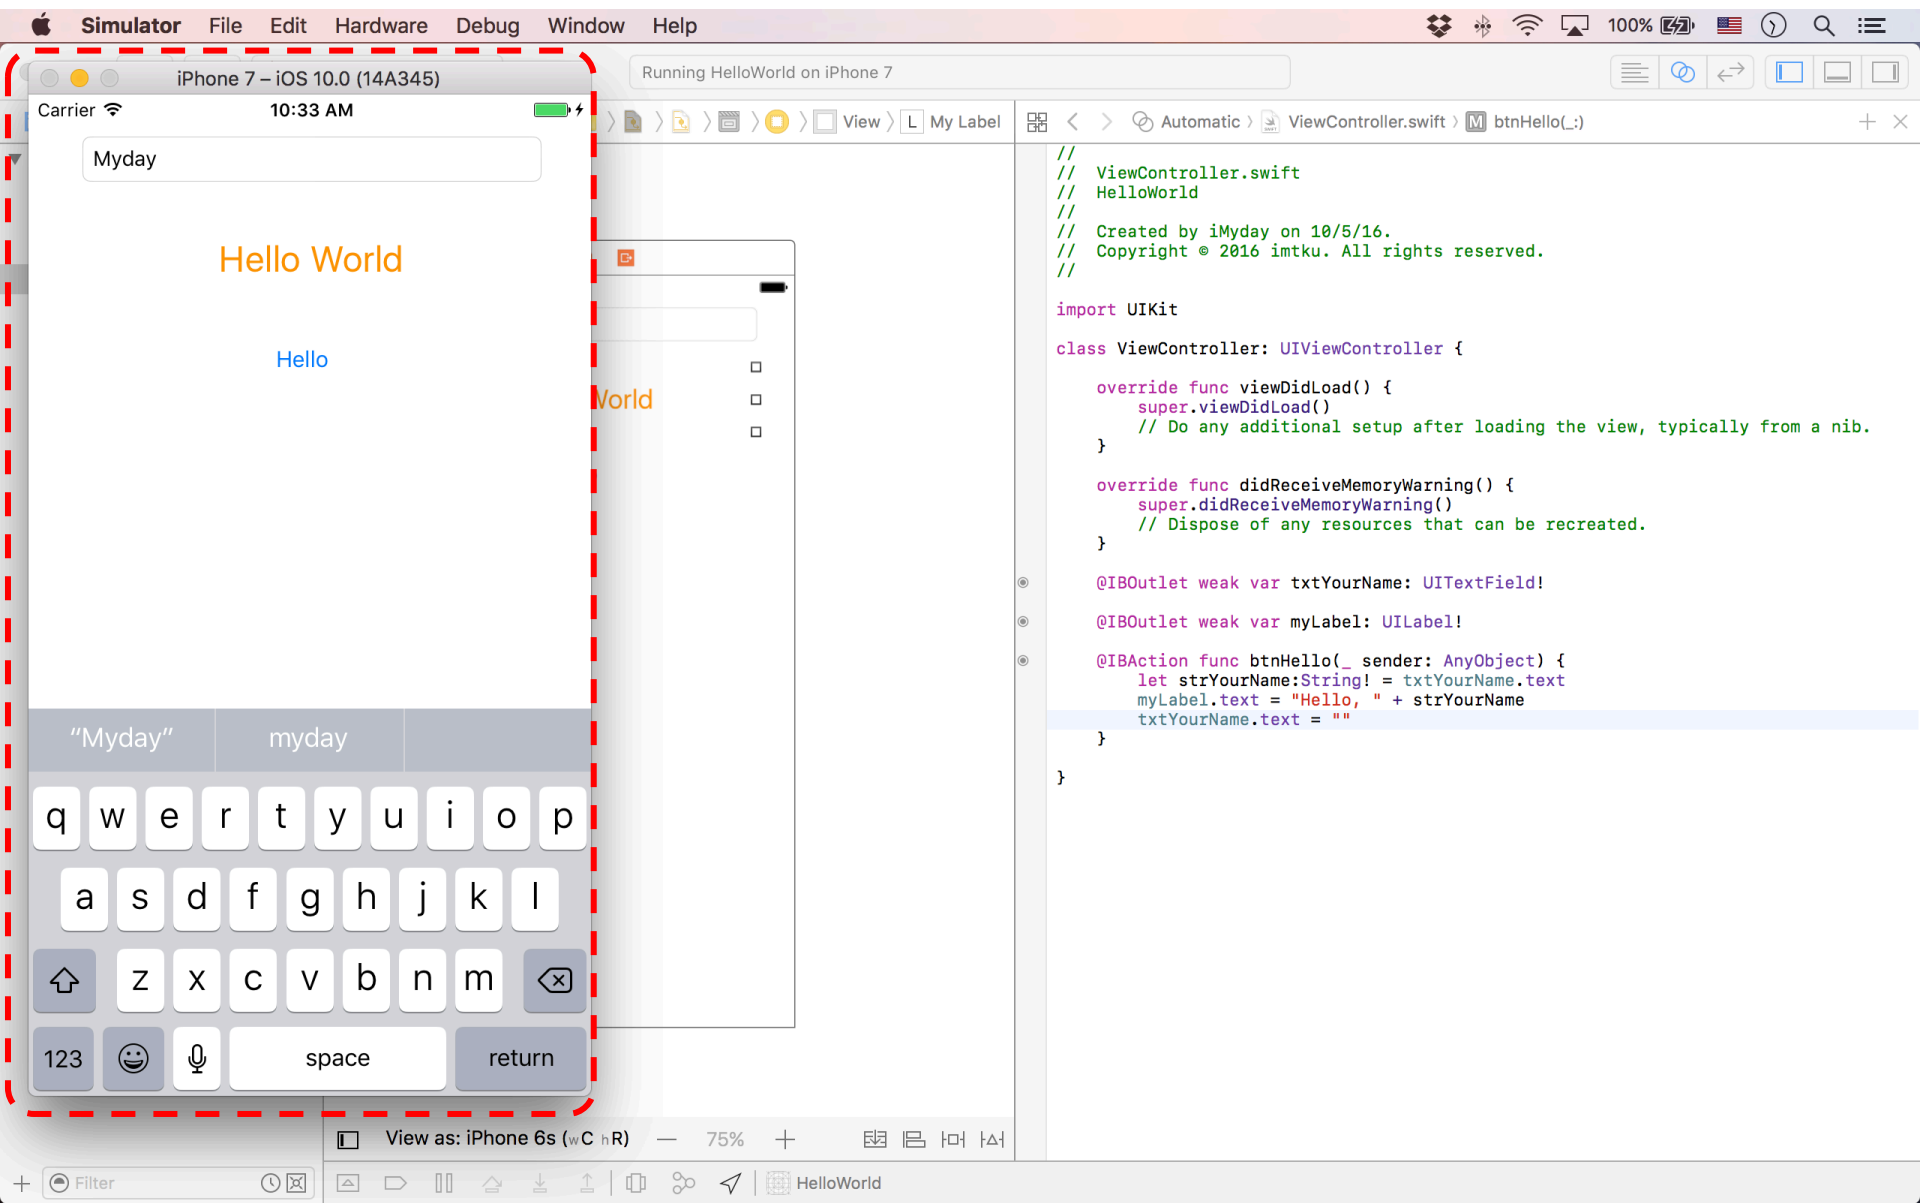 Simulator File Edit Hardware Debug Window Help 100%
iPhone 7 – iOS 10.0 (14A345)
Running HelloWorld on iPhone 7
Carrier 10:33 AM
View L My Label
Automatic ViewController.swift M btnHello(_:)
Myday
Hello World
Hello
World
//
// ViewController.swift
// HelloWorld
//
// Created by iMyday on 10/5/16.
// Copyright © 2016 imtku. All rights reserved.
//
import UIKit
class ViewController: UIViewController {
override func viewDidLoad() {
super.viewDidLoad()
// Do any additional setup after loading the view, typically from a nib.
}
override func didReceiveMemoryWarning() {
super.didReceiveMemoryWarning()
// Dispose of any resources that can be recreated.
}
@IBOutlet weak var txtYourName: UITextField!
@IBOutlet weak var myLabel: UILabel!
@IBAction func btnHello(_ sender: AnyObject) {
let strYourName:String! = txtYourName.text
myLabel.text = "Hello, " + strYourName
txtYourName.text = ""
}
}
“Myday” myday
q w e r t y u i o p
a s d f g h j k l
z x c v b n m
123 space return
View as: iPhone 6s (wC hR) — 75% +
Filter
HelloWorld